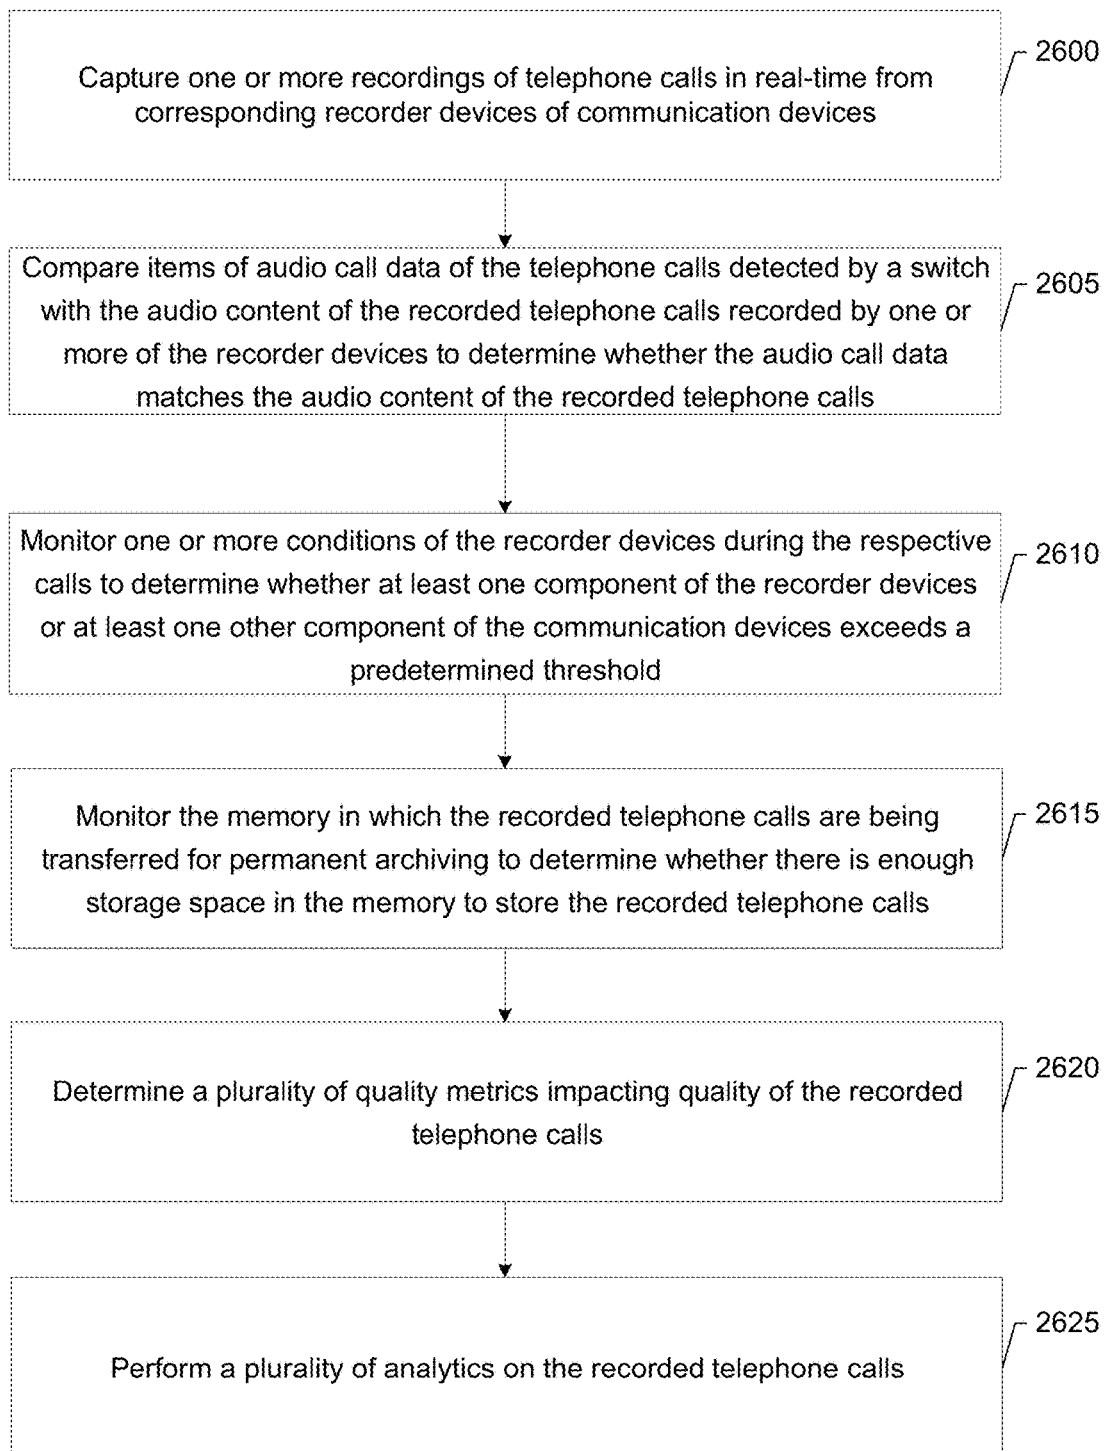 Capture one or more recordings of telephone calls in real-time from
corresponding recorder devices of communication devices
2600
Compare items of audio call data of the telephone calls detected by a switch
with the audio content of the recorded telephone calls recorded by one or
more of the recorder devices to determine whether the audio call data
matches the audio content of the recorded telephone calls
2605
Monitor one or more conditions of the recorder devices during the respective
calls to determine whether at least one component of the recorder devices
or at least one other component of the communication devices exceeds a
predetermined threshold
2610
Monitor the memory in which the recorded telephone calls are being
transferred for permanent archiving to determine whether there is enough
storage space in the memory to store the recorded telephone calls
2615
Determine a plurality of quality metrics impacting quality of the recorded
telephone calls
2620
Perform a plurality of analytics on the recorded telephone calls
2625